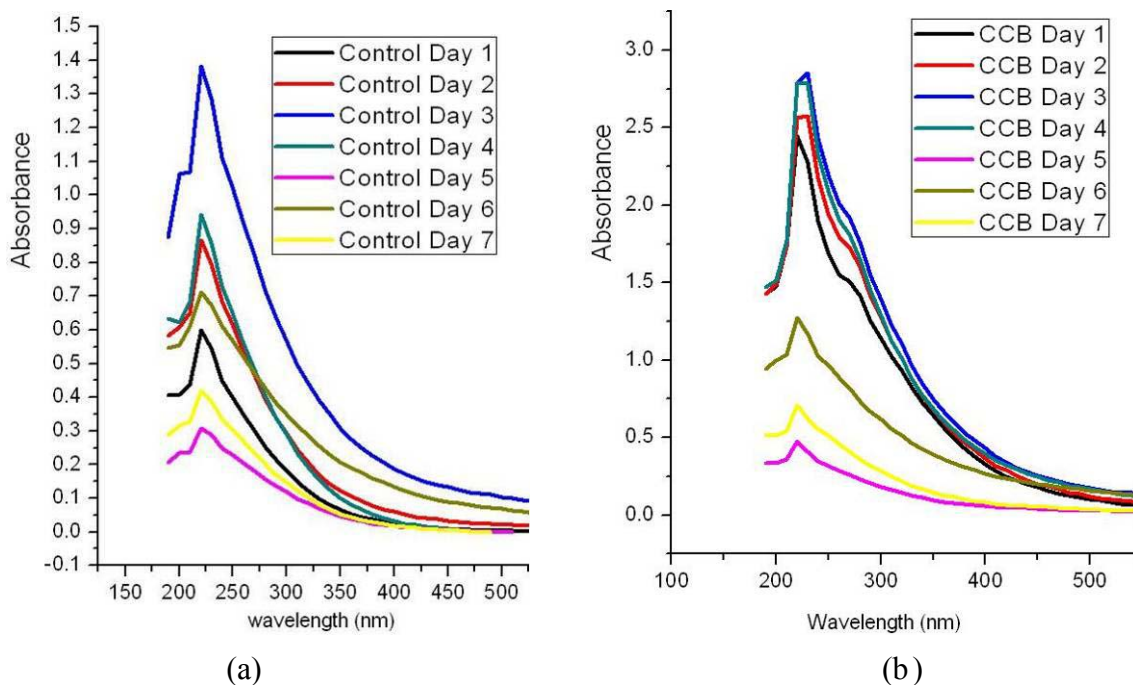 1.5
1.4
1.3
1.2
1.1
1.0
0.9
0.8
0.7
0.6
0.5
0.4
0.3
0.2
0.1
0.0
-0.1
Absorbance
Control Day 1
Control Day 2
Control Day 3
Control Day 4
Control Day 5
Control Day 6
Control Day 7
150 200 250 300 350 400 450 500
wavelength (nm)
(a)
3.0
2.5
2.0
1.5
1.0
0.5
0.0
Absorbance
CCB Day 1
CCB Day 2
CCB Day 3
CCB Day 4
CCB Day 5
CCB Day 6
CCB Day 7
100 200 300 400 500
Wavelength (nm)
(b)